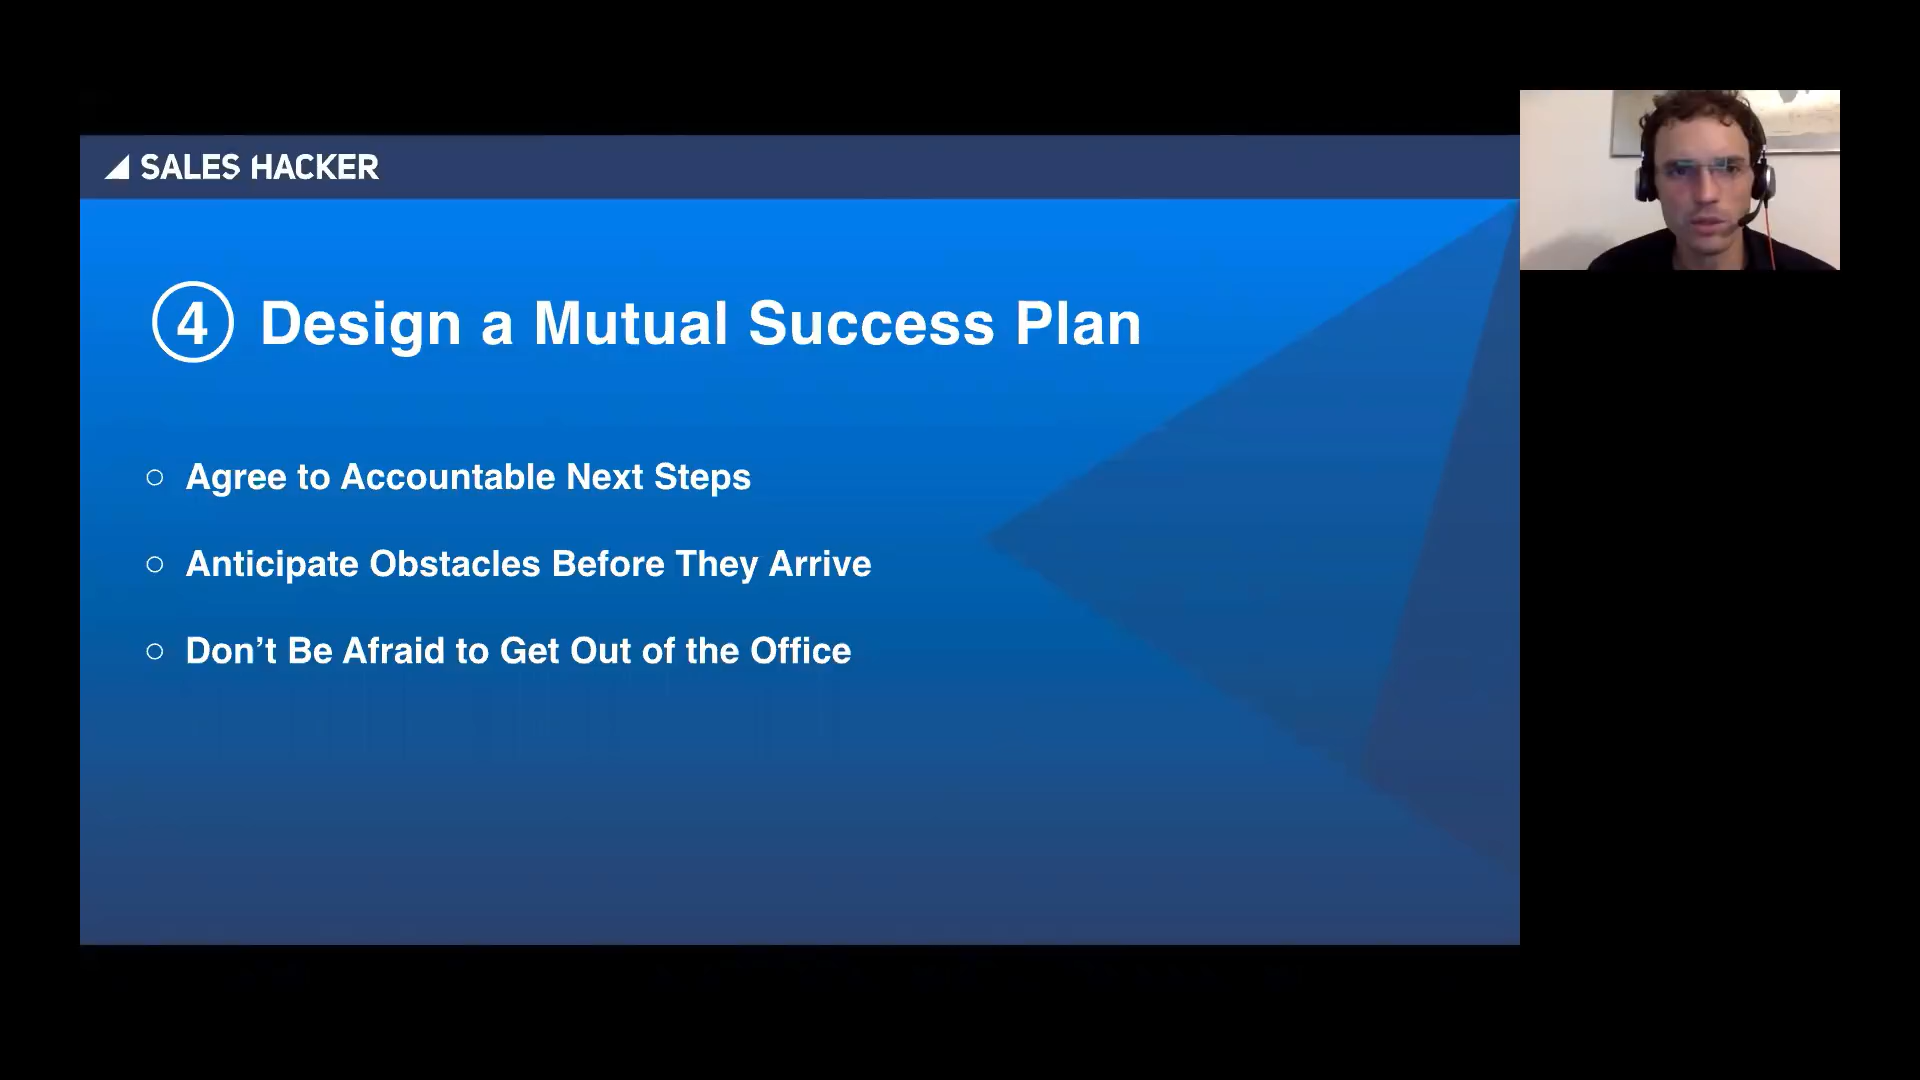 SALES HACKER
4 Design a Mutual Success Plan
Agree to Accountable Next Steps
Anticipate Obstacles Before They Arrive
Don’t Be Afraid to Get Out of the Office